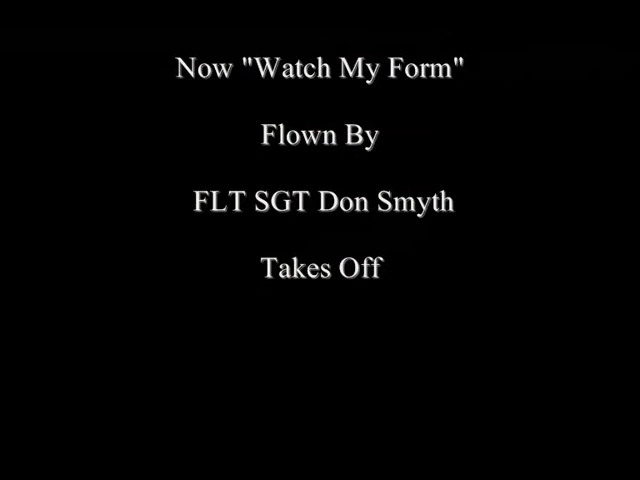 Now "Watch My Form"
Flown By
FLT SGT Don Smyth
Takes Off